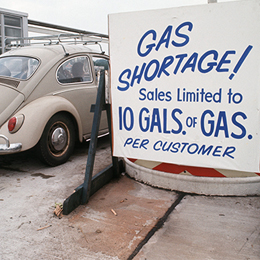 GAS
SHORTAGE!
Sales Limited to
10 GALS. OF GAS.
PER CUSTOMER